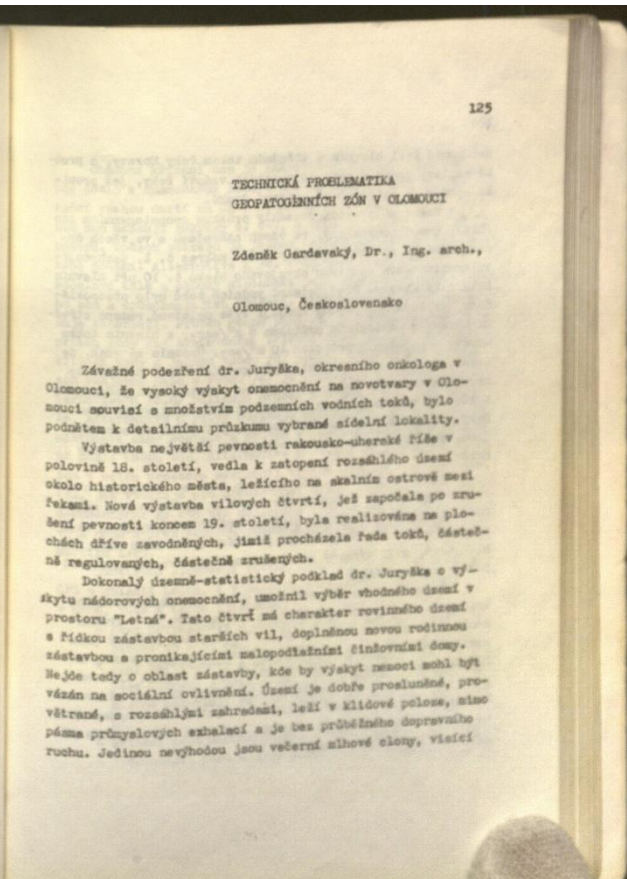 125
TECHNICKÁ PROBLEMATIKA
GEOPATOGENNÍCH ZÓN V OLOMOUCI
Zdeněk Gardavský, Dr., Ing. arch.,
Olomouc, Československo
Závažné podezření dr. Juryška, okresního onkologa v
Olomouci, že vysoký výskyt onemocnění na novotvary v Olo-
mouci souvisí s množstvím podzemních vodních toků, bylo
podnětem k detailnímu průzkumu vybrané sídelní lokality.
Výstavba největší pevnosti rakousko-uherské říše v
polovině 18. století, vedla k zatopení rozsáhlého území
okolo historického města, ležícího na skalním ostrově mezi
řekami. Nová výstavba vilových čtvrtí, jež započala po zru-
šení pevnosti koncem 19. století, byla realizována na plo-
chách dříve zavodněných, jimiž procházela řada toků, částeč-
ně regulovaných, částečně zrušených.
Dokonalý územně-statistický podklad dr. Juryška o vý-
skytu nádorových onemocnění, umožnil výběr vhodného území v
prostoru "Letná". Tato čtvrť má charakter rovinného území
s řídkou zástavbou starších vil, doplněnou novou rodinnou
zástavbou a pronikajícími malopodlažními činžovními domy.
Nejde tedy o oblast zástavby, kde by výskyt nemoci mohl být
vázán na sociální ovlivnění. Území je dobře prosluněné, pro-
větrané, s rozsáhlými zahradami, leží v klidové poloze, mimo
pásma průmyslových exhalací a je bez průběžného dopravního
ruchu. Jedinou nevýhodou jsou večerní mlhové clony, visící